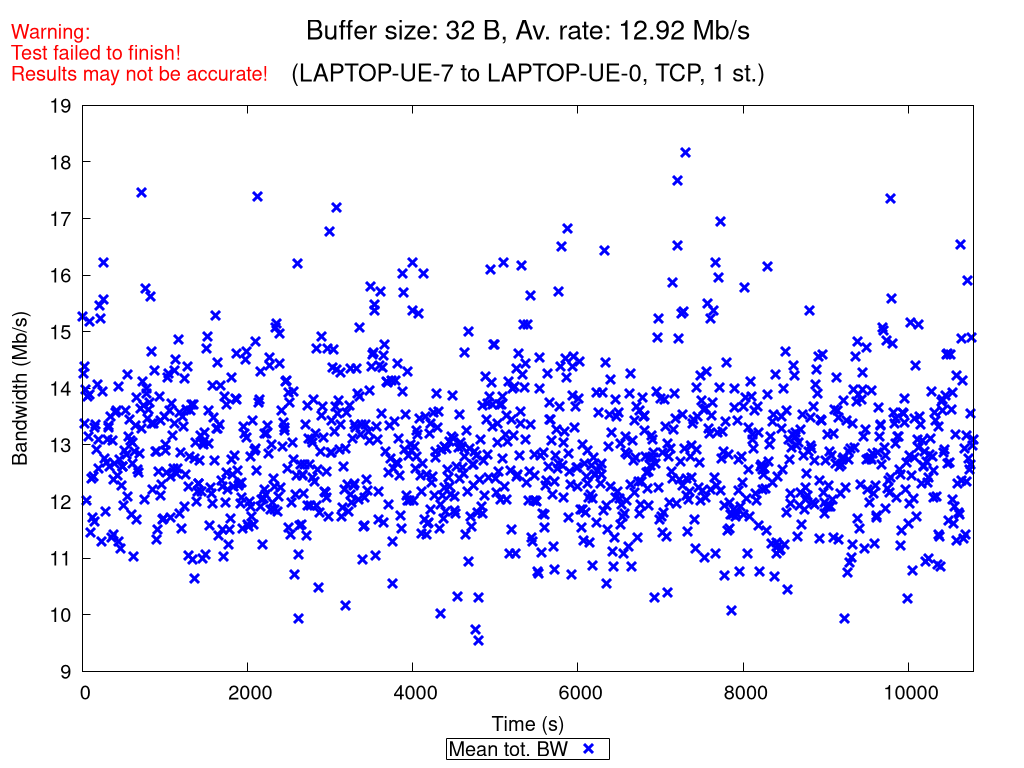 Warning:
Test failed to finish!
Results may not be accurate!
Buffer size: 32 B, Av. rate: 12.92 Mb/s
(LAPTOP-UE-7 to LAPTOP-UE-0, TCP, 1 st.)
19
18
17
16
15
14
13
12
11
10
9
Bandwidth (Mb/s)
0 2000 4000 6000 8000 10000
Time (s)
Mean tot. BW